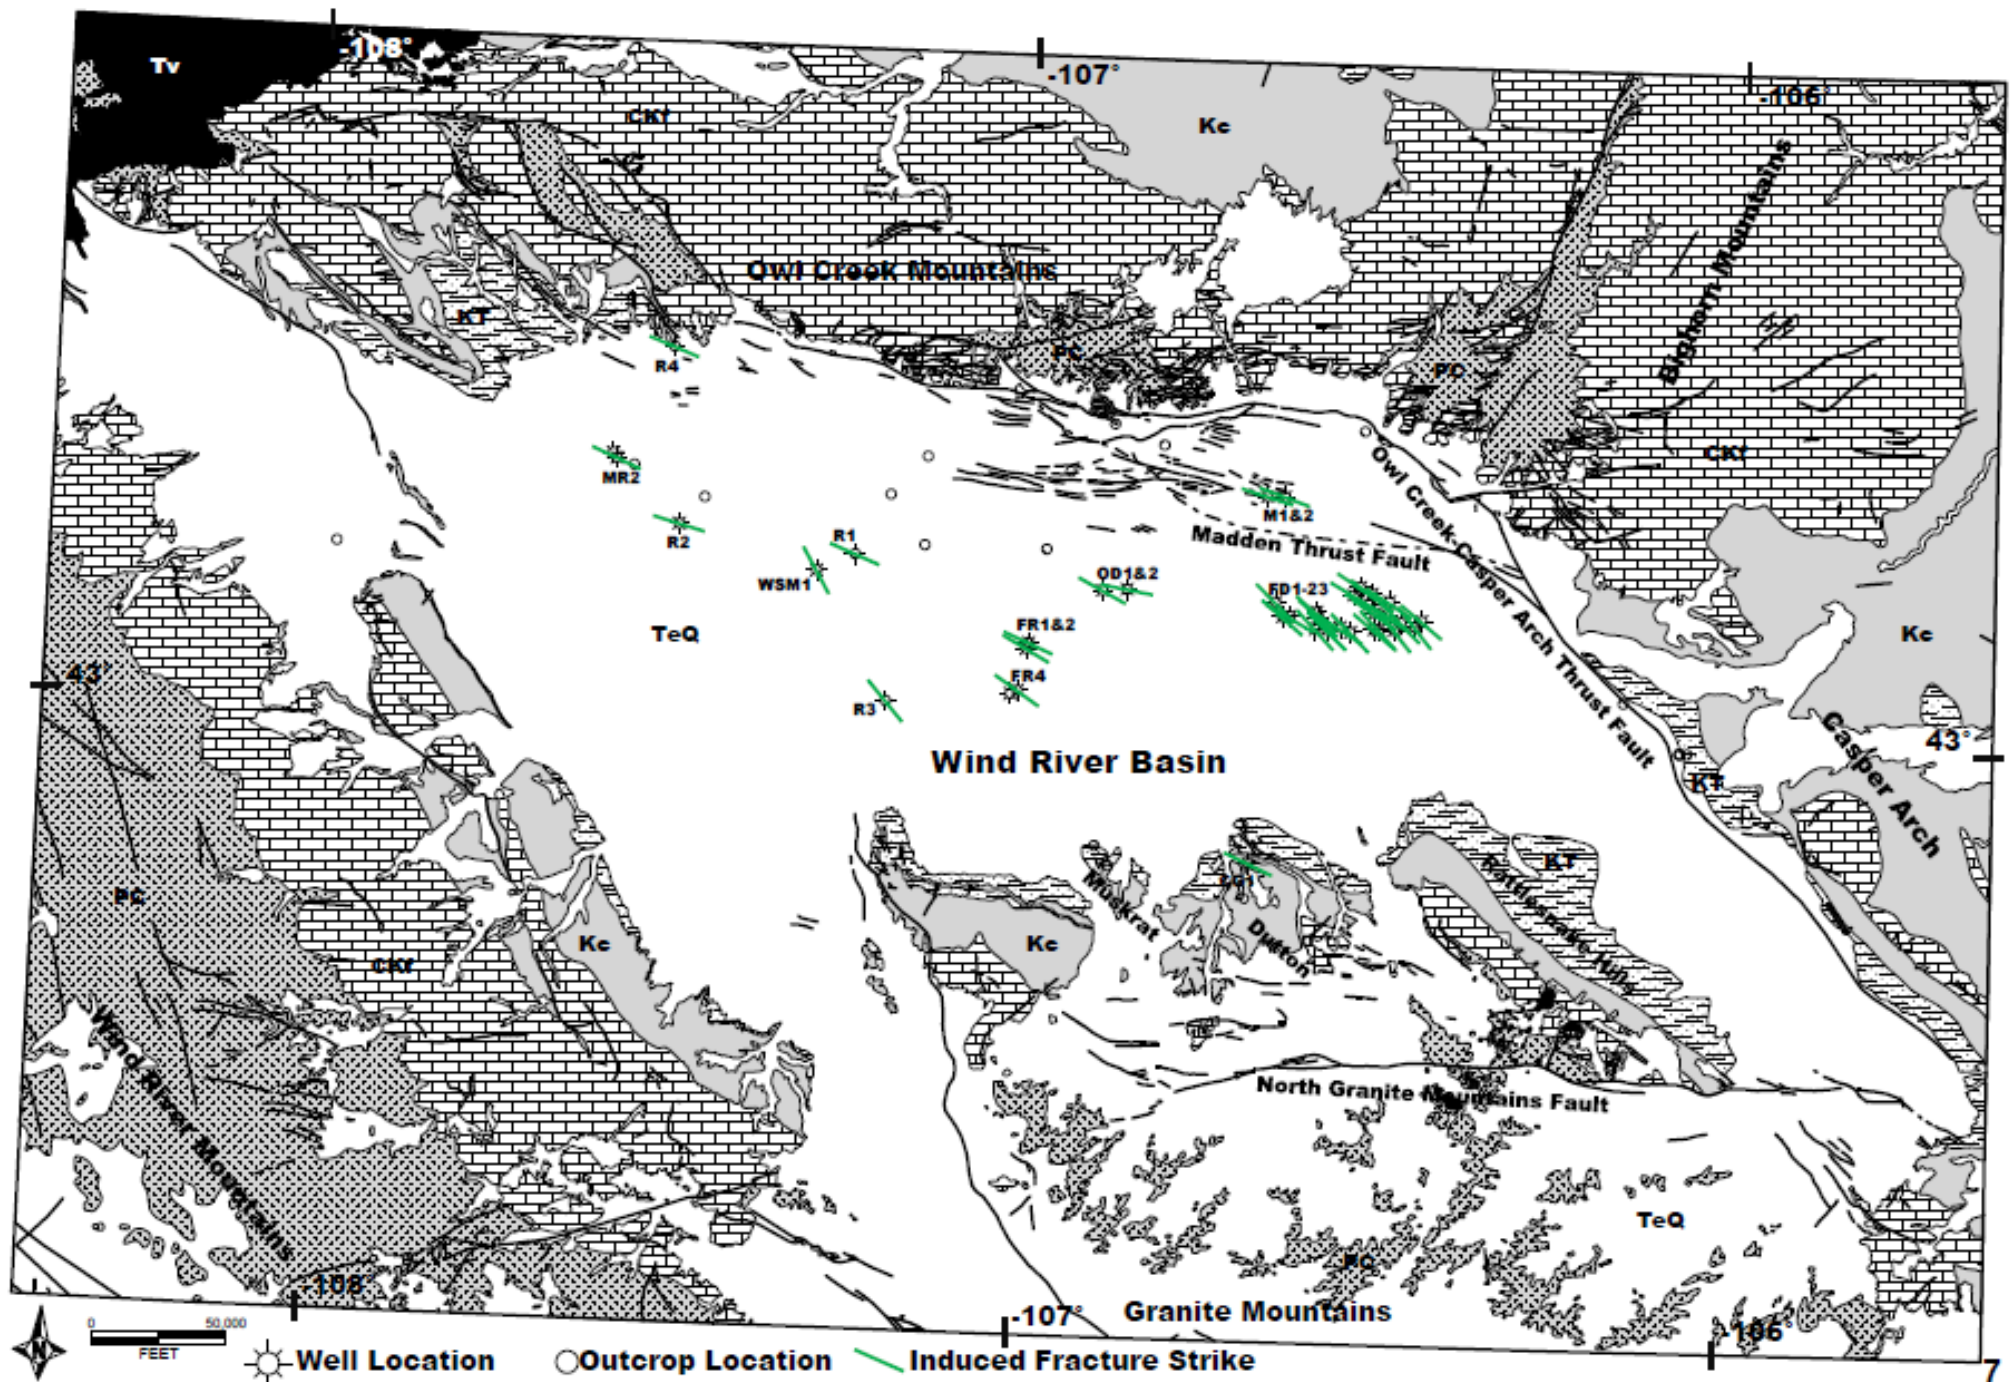 Tv
-108°
-107°
-106°
CKf
Kc
Bighorn Mountains
Owl Creek Mountains
KT
R4
PC
PC
CKf
MR2
R2
R1
WSM1
M1&2
Madden Thrust Fault
Owl Creek-Casper Arch Thrust Fault
OD1&2
FD1-23
FR1&2
FR4
R3
TeQ
Kc
43°
Wind River Basin
43°
Casper Arch
KT
KT
Rattlesnake Hills
Muskrat
Dutton
PC
Kc
Kc
CKf
Wind River Mountains
North Granite Mountains Fault
TeQ
PC
Granite Mountains
-108
-107°
-106°
N
0 50,000
FEET
Well Location
Outcrop Location
Induced Fracture Strike
7